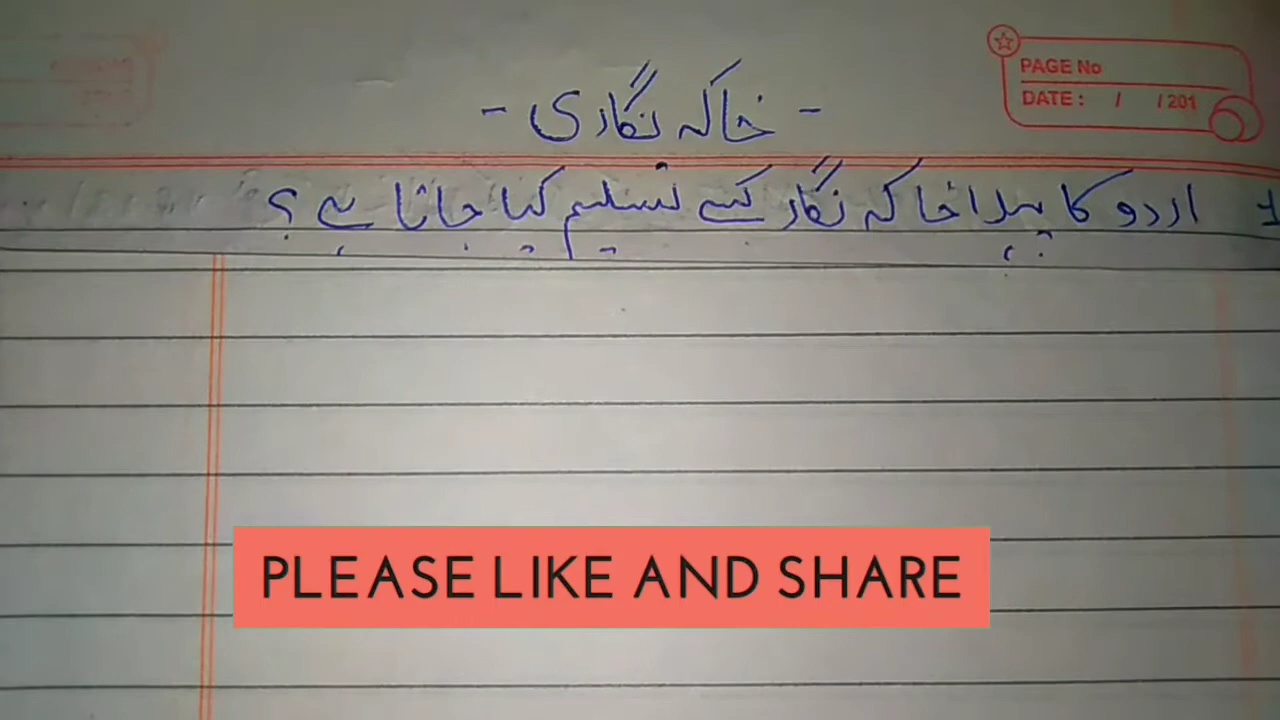 PAGE No
DATE : / / 201
- خاکہ نگاری -
1 اردو کا پہلا خاکہ نگار کسے تسلیم کیا جاتا ہے ؟
PLEASE LIKE AND SHARE